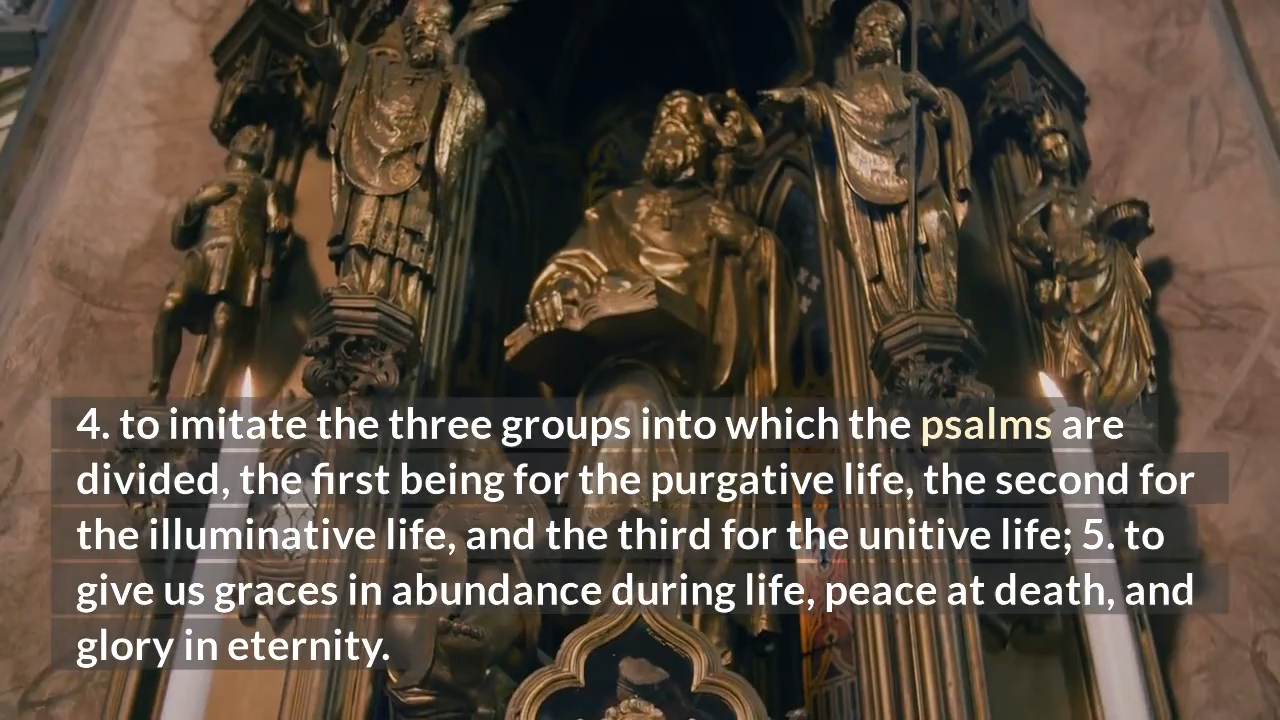 4. to imitate the three groups into which the psalms are
divided, the first being for the purgative life, the second for
the illuminative life, and the third for the unitive life; 5. to
give us graces in abundance during life, peace at death, and
glory in eternity.